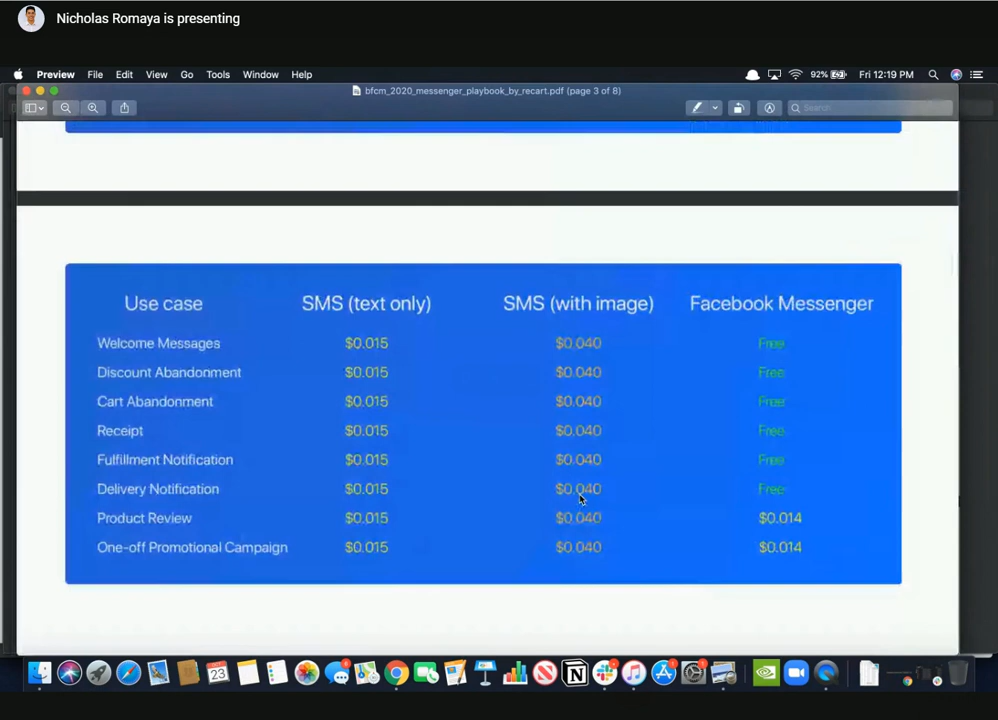 Nicholas Romaya is presenting
Preview File Edit View Go Tools Window Help 92% Fri 12:19 PM
bfcm_2020_messenger_playbook_by_recart.pdf (page 3 of 8)
Search
Use case SMS (text only) SMS (with image) Facebook Messenger
Welcome Messages $0.015 $0.040 Free
Discount Abandonment $0.015 $0.040 Free
Cart Abandonment $0.015 $0.040 Free
Receipt $0.015 $0.040 Free
Fulfillment Notification $0.015 $0.040 Free
Delivery Notification $0.015 $0.040 Free
Product Review $0.015 $0.040 $0.014
One-off Promotional Campaign $0.015 $0.040 $0.014
23